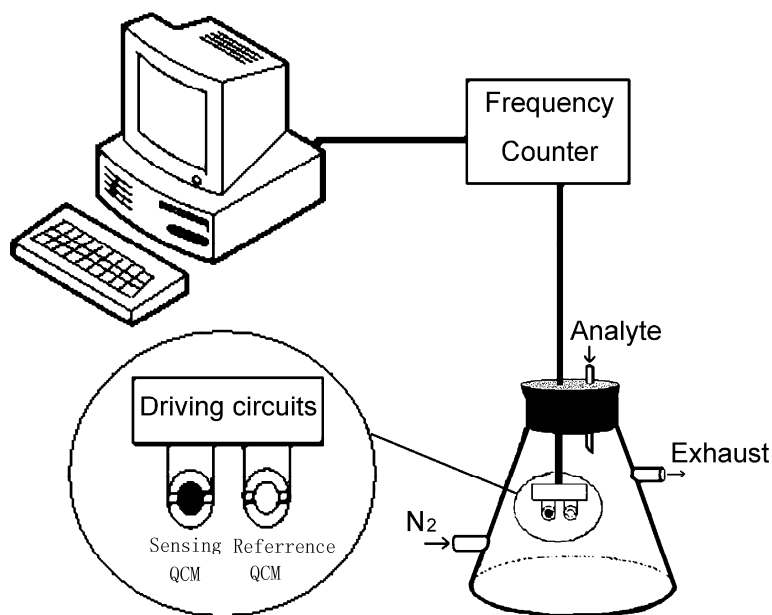 Frequency
Counter
Analyte
Driving circuits
Exhaust
N₂
Sensing Referrence
QCM QCM